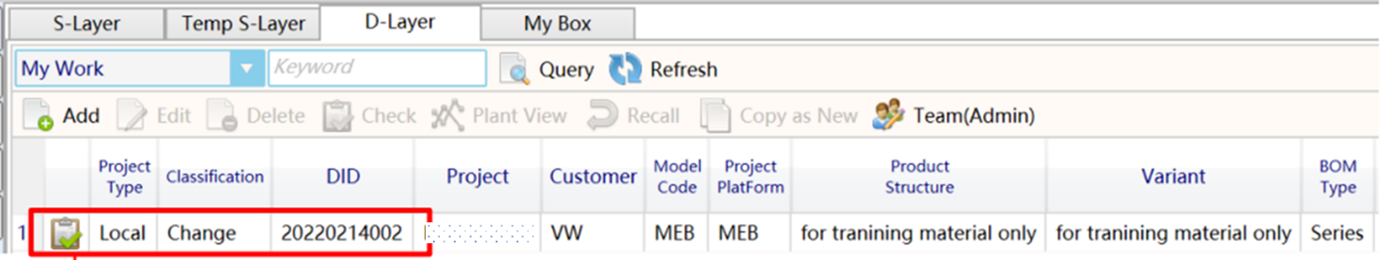 S-Layer Temp S-Layer D-Layer My Box
My Work Keyword Query Refresh
Add Edit Delete Check Plant View Recall Copy as New Team(Admin)
Project Type Classification DID Project Customer Model Code Project PlatForm Product Structure Variant BOM Type
1 Local Change 20220214002 VW MEB MEB for tranining material only for tranining material only Series